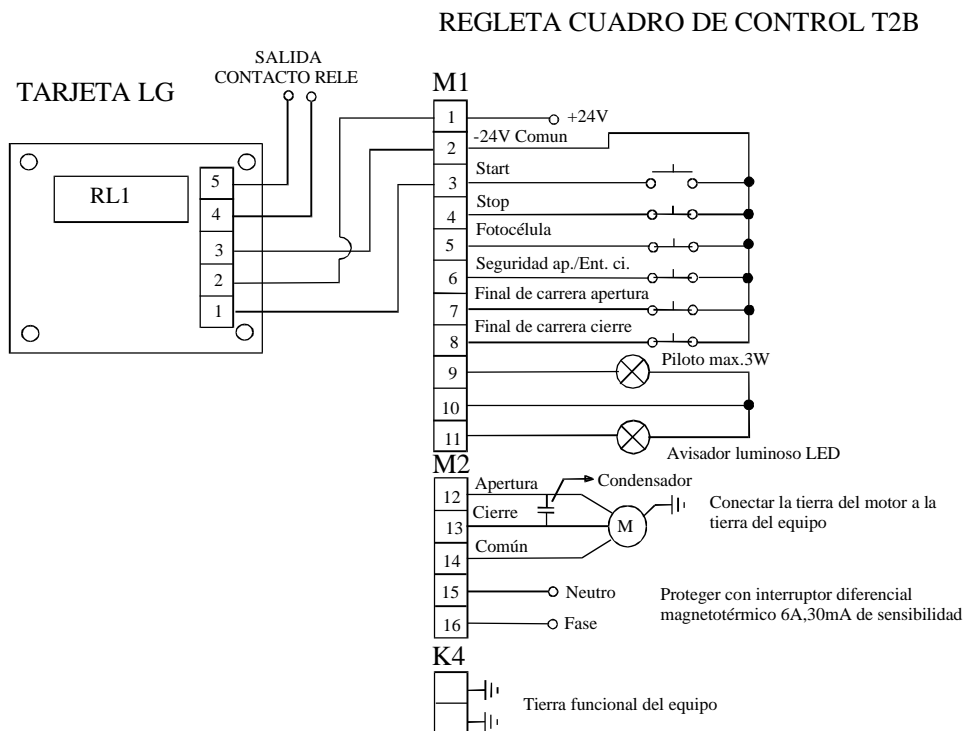 REGLETA CUADRO DE CONTROL T2B
SALIDA
CONTACTO RELE
TARJETA LG
RL1
5
4
3
2
1
M1
1
+24V
2
-24V Comun
3
Start
4
Stop
5
Fotocélula
6
Seguridad ap./Ent. ci.
7
Final de carrera apertura
8
Final de carrera cierre
9
Piloto max.3W
10
11
Avisador luminoso LED
M2
12
Apertura
Condensador
13
Cierre
M
Conectar la tierra del motor a la
tierra del equipo
14
Común
15
Neutro
16
Fase
Proteger con interruptor diferencial
magnetotérmico 6A,30mA de sensibilidad
K4
Tierra funcional del equipo